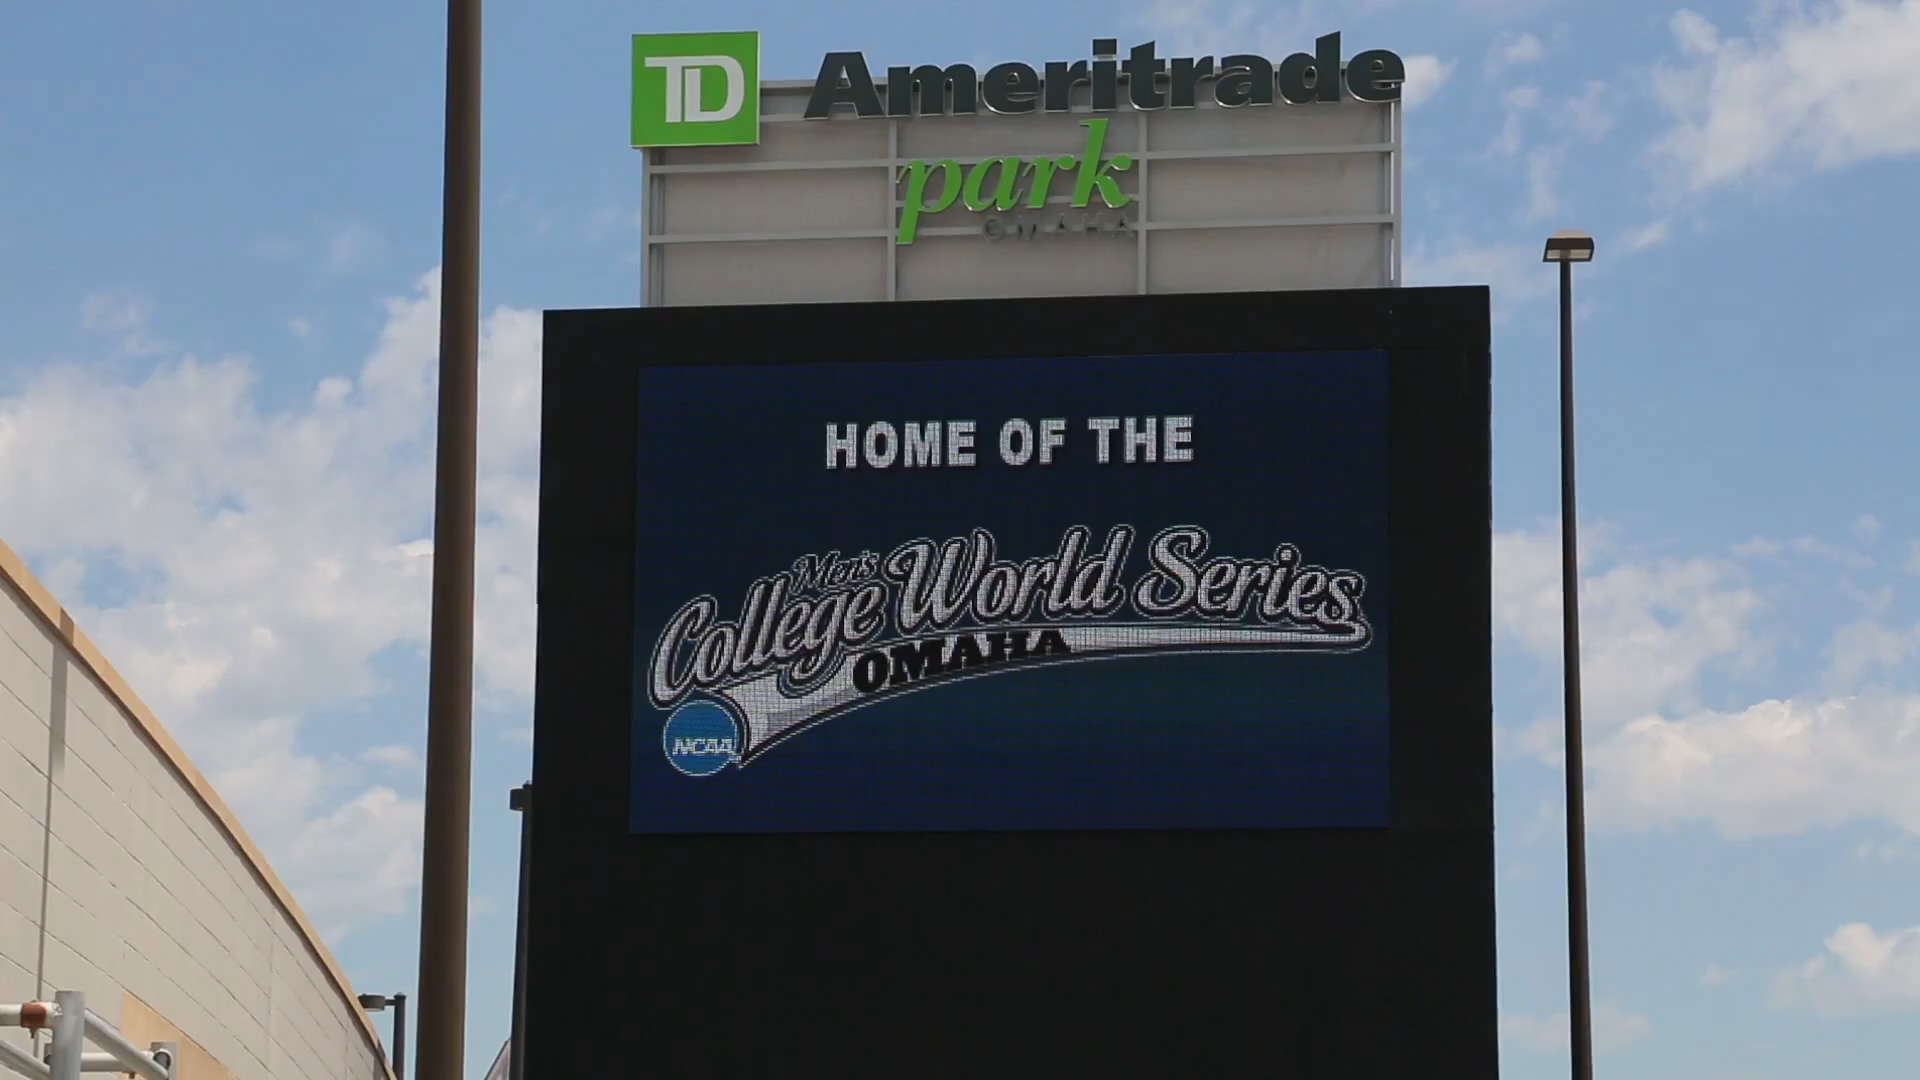 TD Ameritrade
park
OMAHA
HOME OF THE
Men's
College World Series
OMAHA
NCAA